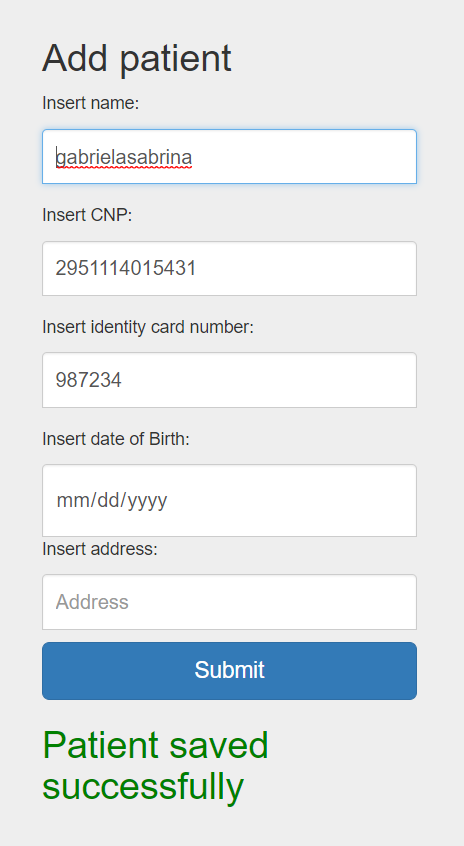 Add patient
Insert name:
gabrielasabrina
Insert CNP:
2951114015431
Insert identity card number:
987234
Insert date of Birth:
mm/dd/yyyy
Insert address:
Address
Submit
Patient saved
successfully